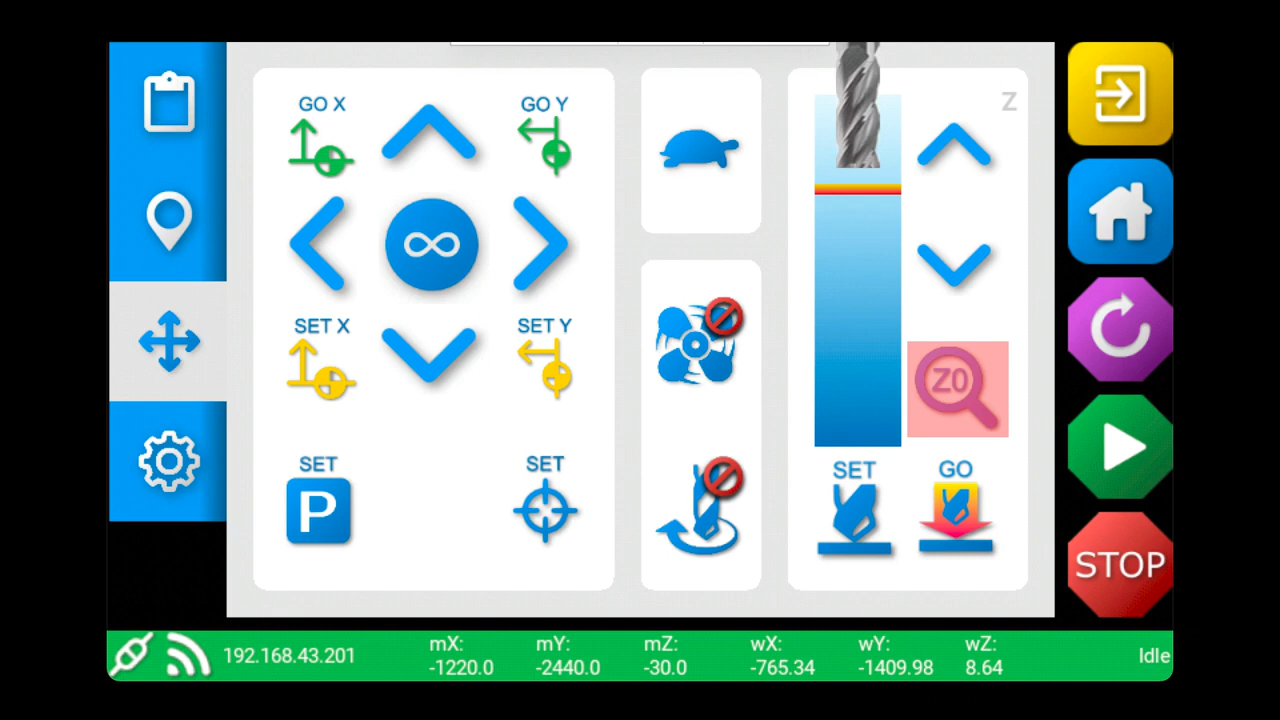 GO X
GO Y
Z
SET X
SET Y
Z0
SET
P
SET
SET
GO
STOP
192.168.43.201
mX:
-1220.0
mY:
-2440.0
mZ:
-30.0
wX:
-765.34
wY:
-1409.98
wZ:
8.64
Idle